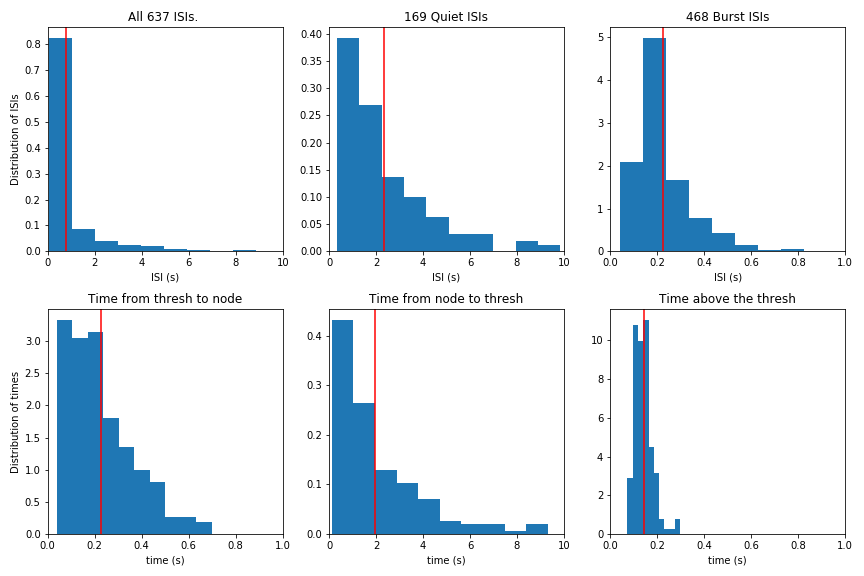 All 637 ISIs.
0.8
0.7
0.6
0.5
0.4
0.3
0.2
0.1
0.0
Distribution of ISIs
0 2 4 6 8 10
ISI (s)
169 Quiet ISIs
0.40
0.35
0.30
0.25
0.20
0.15
0.10
0.05
0.00
0 2 4 6 8 10
ISI (s)
468 Burst ISIs
5
4
3
2
1
0
0.0 0.2 0.4 0.6 0.8 1.0
ISI (s)
Time from thresh to node
3.0
2.5
2.0
1.5
1.0
0.5
0.0
Distribution of times
0.0 0.2 0.4 0.6 0.8 1.0
time (s)
Time from node to thresh
0.4
0.3
0.2
0.1
0.0
0 2 4 6 8 10
time (s)
Time above the thresh
10
8
6
4
2
0
0.0 0.2 0.4 0.6 0.8 1.0
time (s)